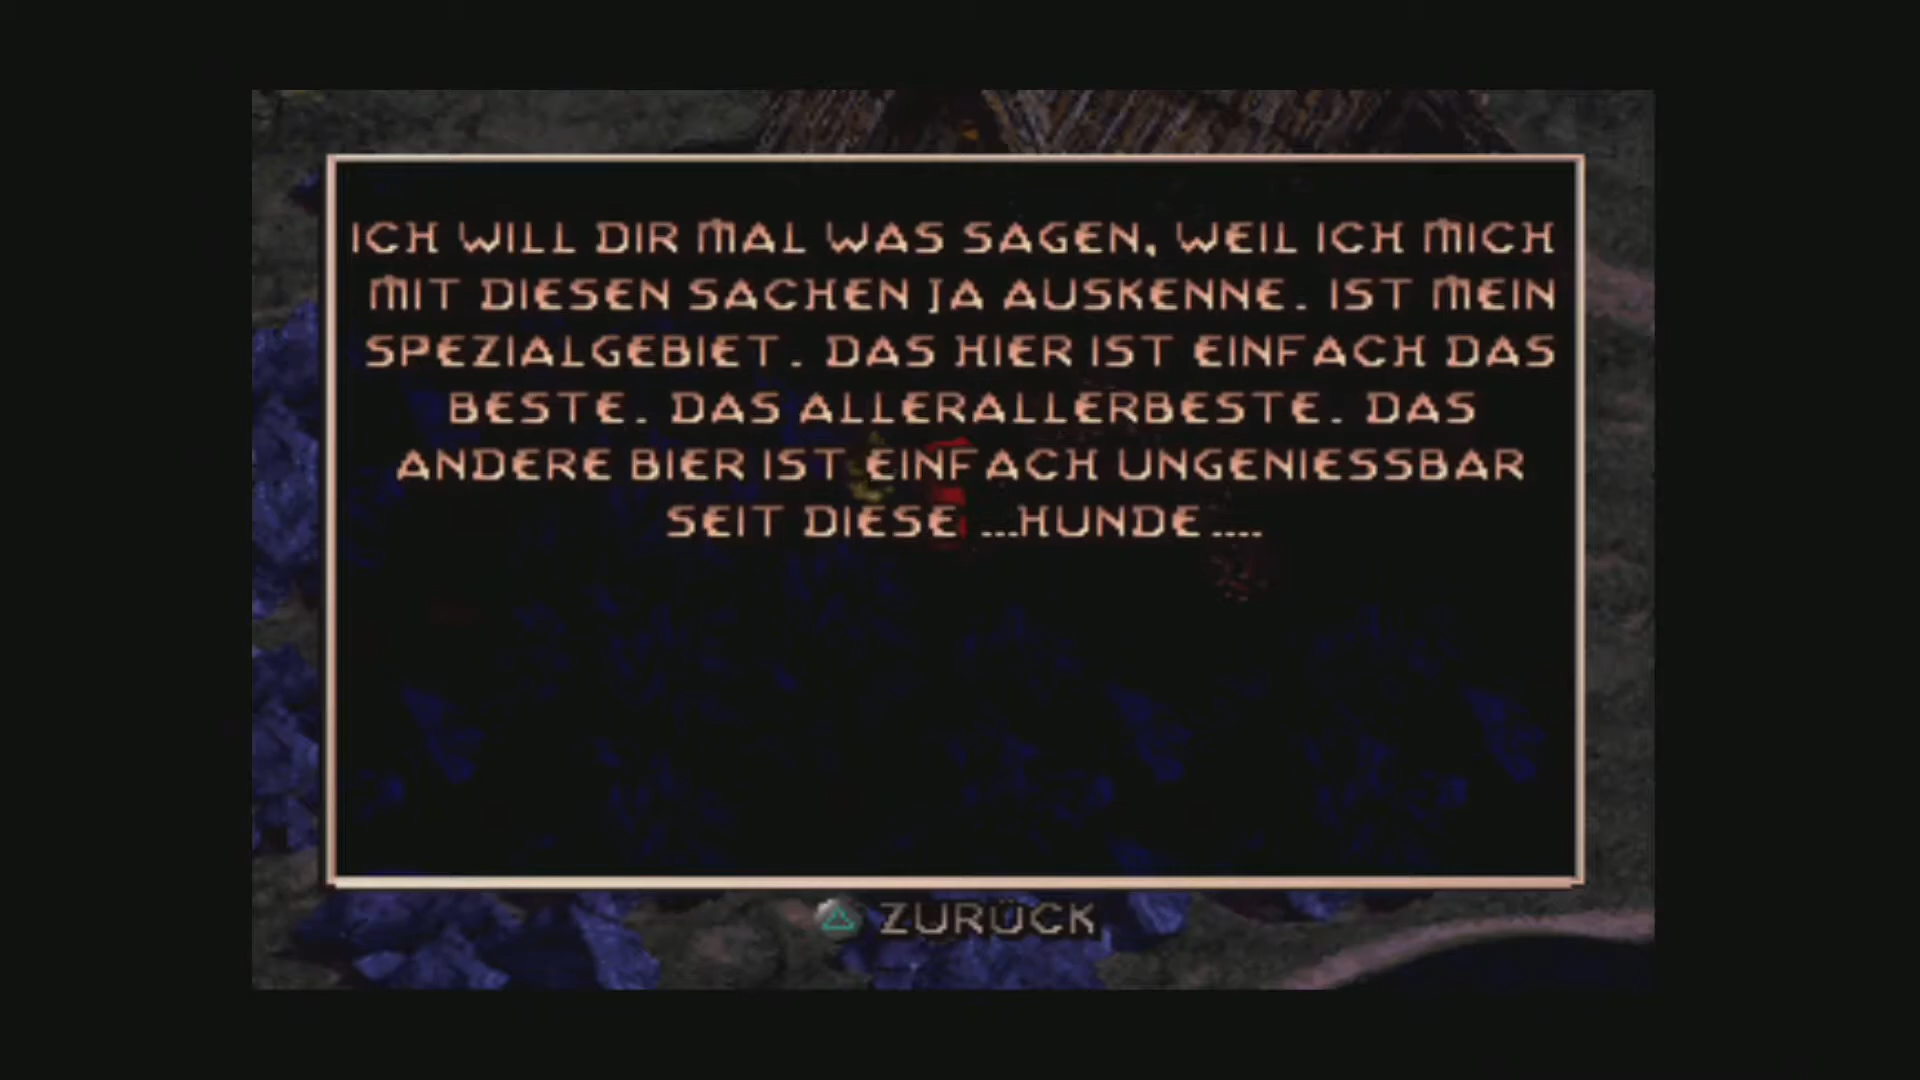 ICH WILL DIR MAL WAS SAGEN, WEIL ICH MICH
MIT DIESEN SACHEN JA AUSKENNE. IST MEIN
SPEZIALGEBIET. DAS HIER IST EINFACH DAS
BESTE. DAS ALLERALLERBESTE. DAS
ANDERE BIER IST EINFACH UNGENIESSBAR
SEIT DIESE ...HUNDE....
ZURÜCK